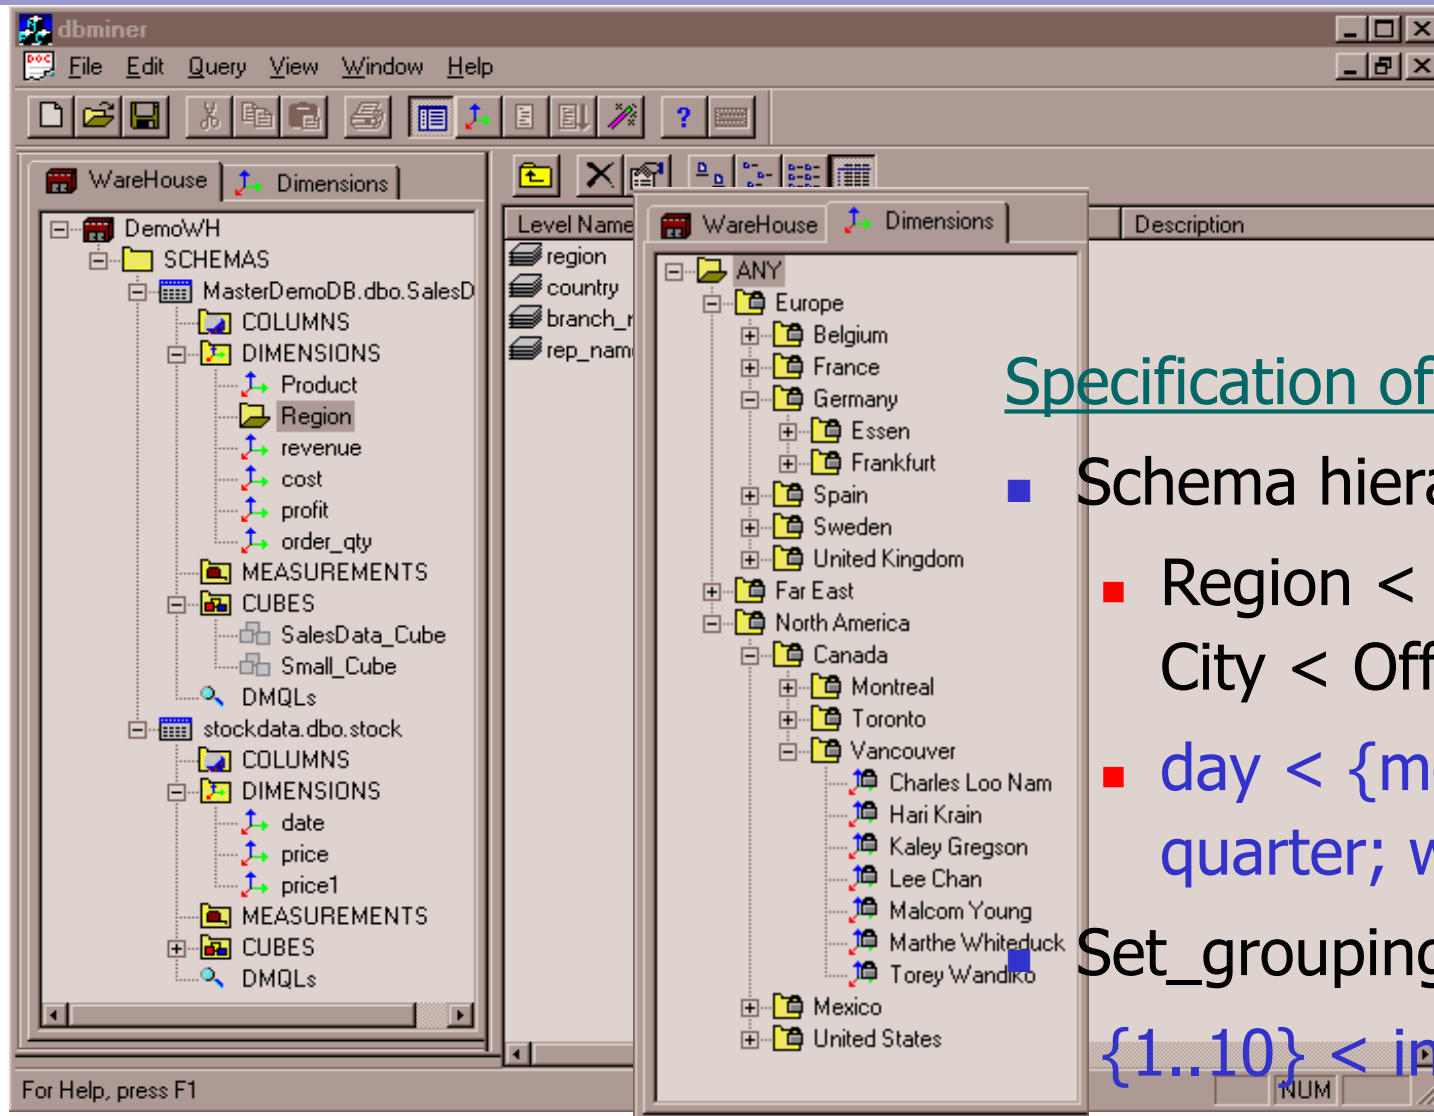 dbminer
File Edit Query View Window Help
WareHouse Dimensions
DemoWH
SCHEMAS
MasterDemoDB.dbo.SalesD
COLUMNS
DIMENSIONS
Product
Region
revenue
cost
profit
order_qty
MEASUREMENTS
CUBES
SalesData_Cube
Small_Cube
DMQLs
stockdata.dbo.stock
COLUMNS
DIMENSIONS
date
price
price1
MEASUREMENTS
CUBES
DMQLs
Level Name
Description
region
country
branch_r
rep_nam
WareHouse Dimensions
ANY
Europe
Belgium
France
Germany
Essen
Frankfurt
Spain
Sweden
United Kingdom
Far East
North America
Canada
Montreal
Toronto
Vancouver
Charles Loo Nam
Hari Krain
Kaley Gregson
Lee Chan
Malcom Young
Marthe Whiteduck
Torey Wandiko
Mexico
United States
Specification of
Schema hiera
Region <
City < Off
day < {m
quarter; w
Set_grouping
{1..10} < in
For Help, press F1
NUM